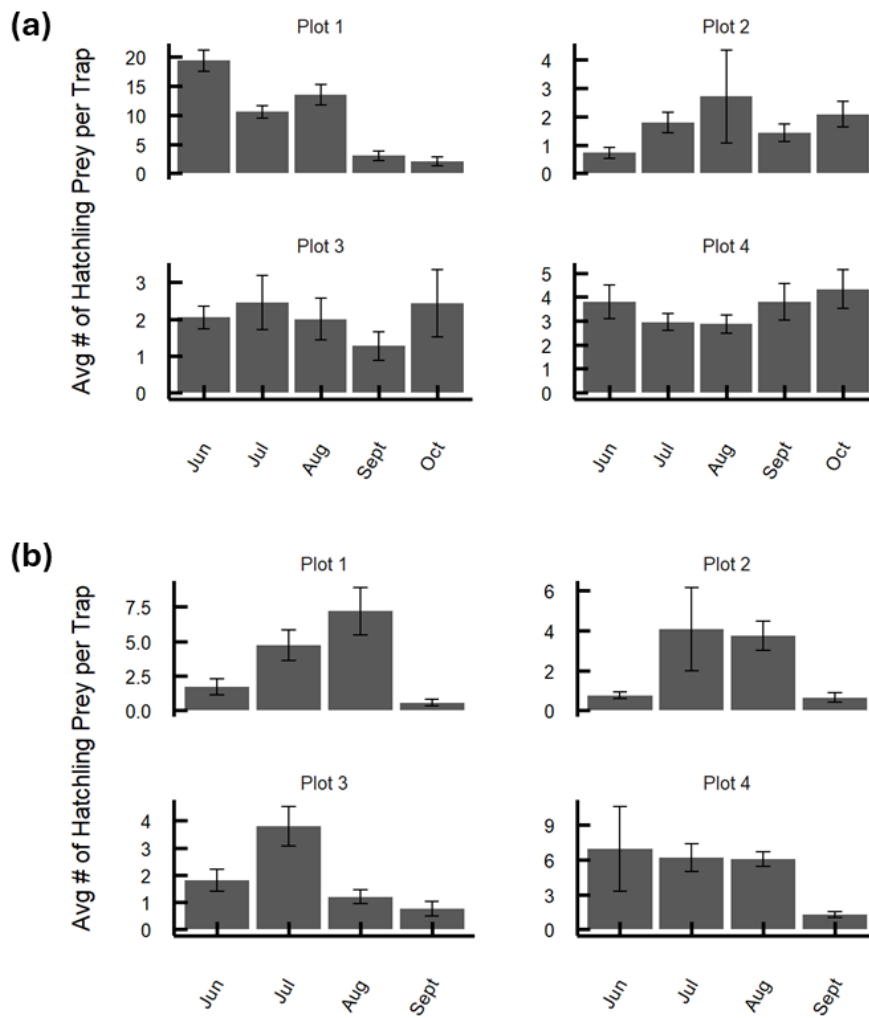 (a)
Avg # of Hatchling Prey per Trap
Plot 1
20
15
10
5
0
Plot 2
4
3
2
1
0
Plot 3
3
2
1
0
Jun
Jul
Aug
Sept
Oct
Plot 4
5
4
3
2
1
0
Jun
Jul
Aug
Sept
Oct
(b)
Avg # of Hatchling Prey per Trap
Plot 1
7.5
5.0
2.5
0.0
Plot 2
6
4
2
0
Plot 3
4
3
2
1
0
Jun
Jul
Aug
Sept
Plot 4
9
6
3
0
Jun
Jul
Aug
Sept